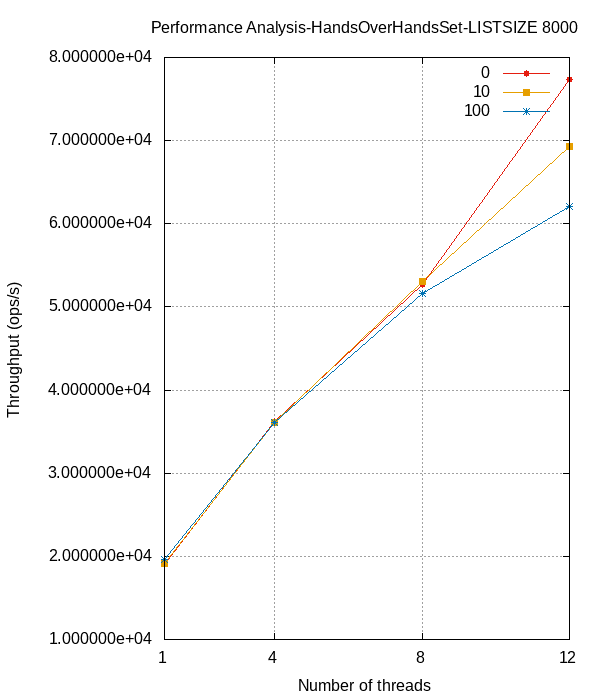 Performance Analysis-HandsOverHandsSet-LISTSIZE 8000
8.000000e+04
7.000000e+04
6.000000e+04
5.000000e+04
4.000000e+04
3.000000e+04
2.000000e+04
1.000000e+04
Throughput (ops/s)
0
10
100
1 4 8 12
Number of threads